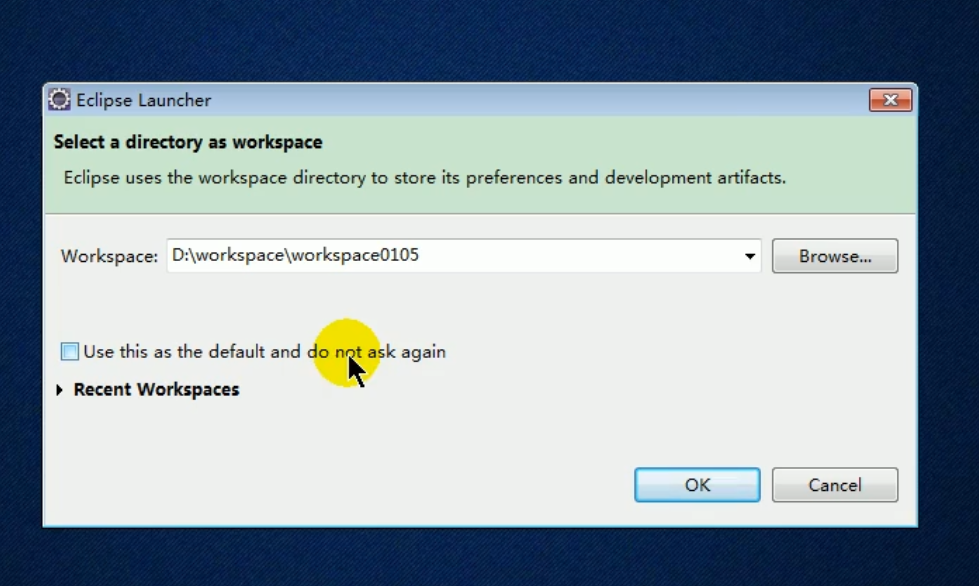 Eclipse Launcher
Select a directory as workspace
Eclipse uses the workspace directory to store its preferences and development artifacts.
Workspace: D:\workspace\workspace0105 Browse...
Use this as the default and do not ask again
Recent Workspaces
OK Cancel